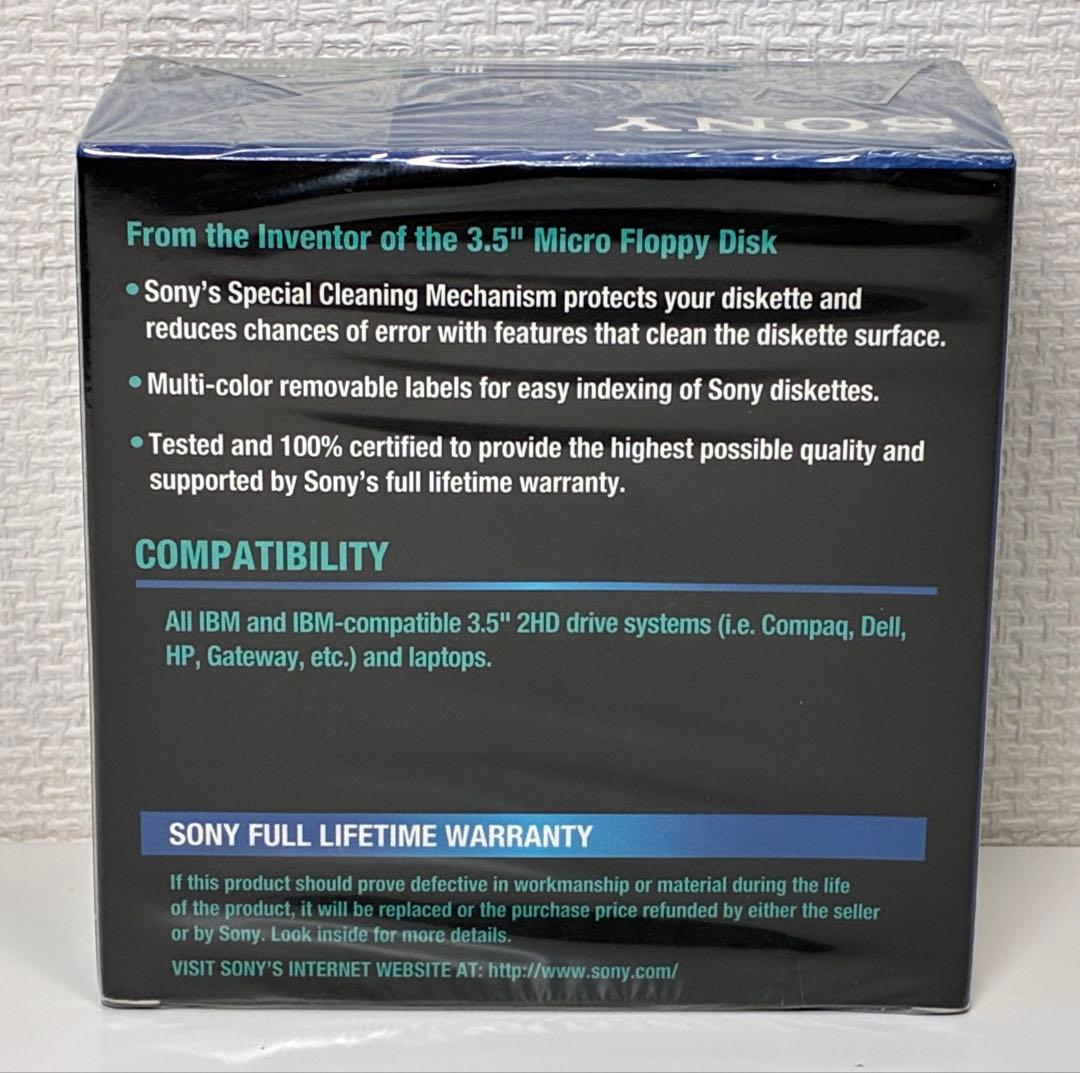 SONY
From the Inventor of the 3.5" Micro Floppy Disk
• Sony's Special Cleaning Mechanism protects your diskette and
reduces chances of error with features that clean the diskette surface.
• Multi-color removable labels for easy indexing of Sony diskettes.
• Tested and 100% certified to provide the highest possible quality and
supported by Sony's full lifetime warranty.
COMPATIBILITY
All IBM and IBM-compatible 3.5" 2HD drive systems (i.e. Compaq, Dell,
HP, Gateway, etc.) and laptops.
SONY FULL LIFETIME WARRANTY
If this product should prove defective in workmanship or material during the life
of the product, it will be replaced or the purchase price refunded by either the seller
or by Sony. Look inside for more details.
VISIT SONY'S INTERNET WEBSITE AT: http://www.sony.com/